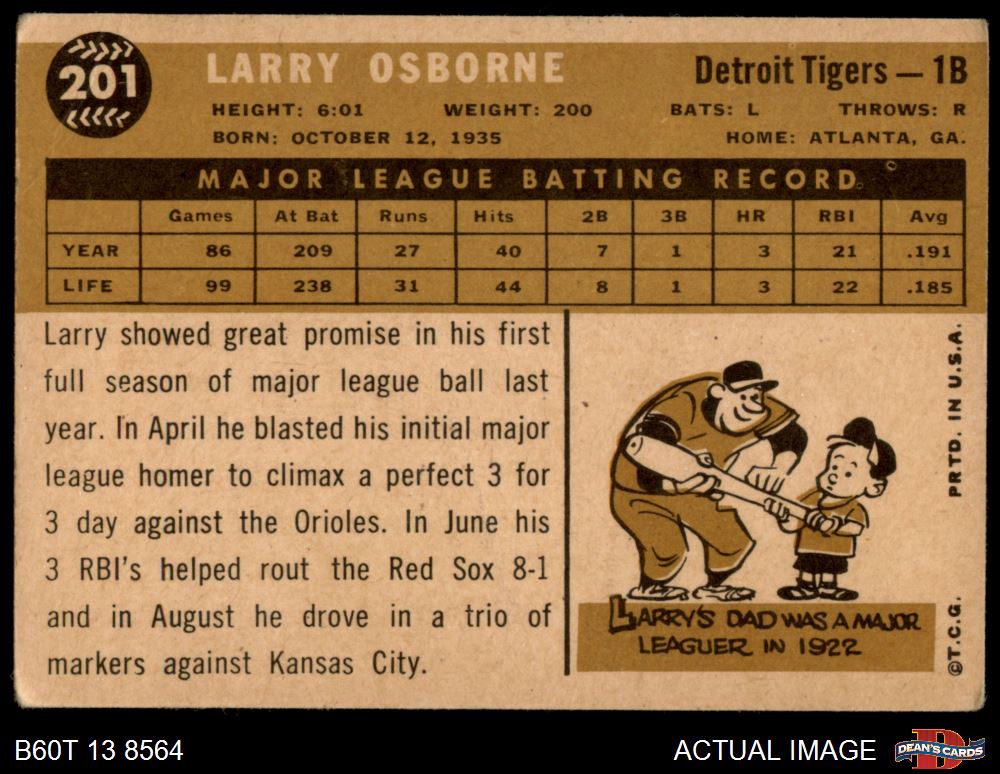 201
LARRY OSBORNE
Detroit Tigers — 1B
HEIGHT: 6:01 WEIGHT: 200 BATS: L THROWS: R
BORN: OCTOBER 12, 1935 HOME: ATLANTA, GA.
MAJOR LEAGUE BATTING RECORD
Games At Bat Runs Hits 2B 3B HR RBI Avg
YEAR 86 209 27 40 7 1 3 21 .191
LIFE 99 238 31 44 8 1 3 22 .185
Larry showed great promise in his first
full season of major league ball last
year. In April he blasted his initial major
league homer to climax a perfect 3 for
3 day against the Orioles. In June his
3 RBI's helped rout the Red Sox 8-1
and in August he drove in a trio of
markers against Kansas City.
LARRY'S DAD WAS A MAJOR
LEAGUER IN 1922
©T.C.G. PRTD. IN U.S.A.
B60T 13 8564
ACTUAL IMAGE
D
DEAN'S CARDS